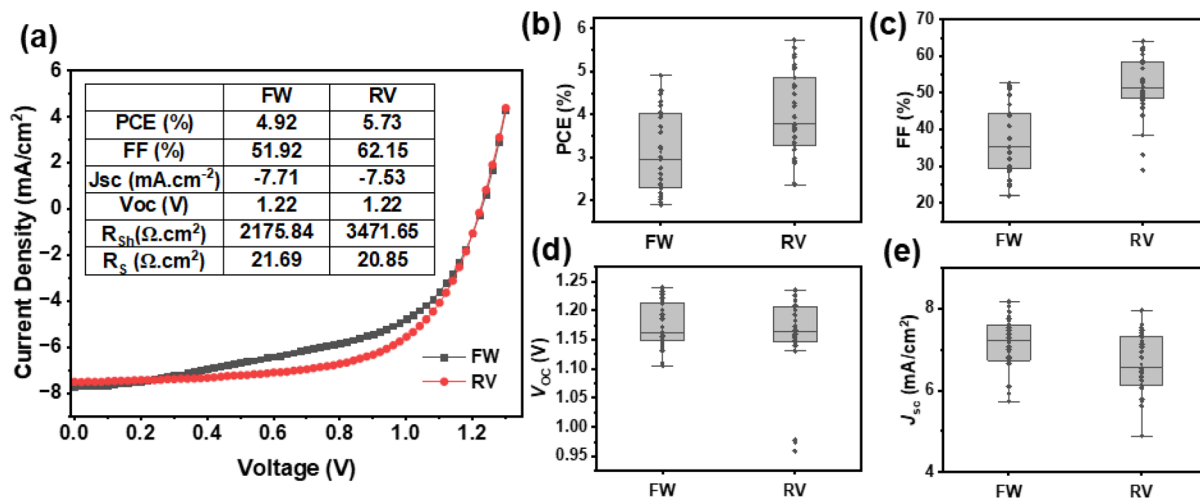 (a)
6
4
2
0
−2
−4
−6
−8
Current Density (mA/cm²)
0.0 0.2 0.4 0.6 0.8 1.0 1.2
Voltage (V)
FW RV
PCE (%) 4.92 5.73
FF (%) 51.92 62.15
Jsc (mA.cm⁻²) -7.71 -7.53
Voc (V) 1.22 1.22
R_Sh(Ω.cm²) 2175.84 3471.65
R_S (Ω.cm²) 21.69 20.85
FW
RV
(b)
6
5
4
3
2
PCE (%)
FW RV
(c)
70
60
50
40
30
20
FF (%)
FW RV
(d)
1.25
1.20
1.15
1.10
1.05
1.00
0.95
V_OC (V)
FW RV
(e)
8
6
4
J_sc (mA/cm²)
FW RV